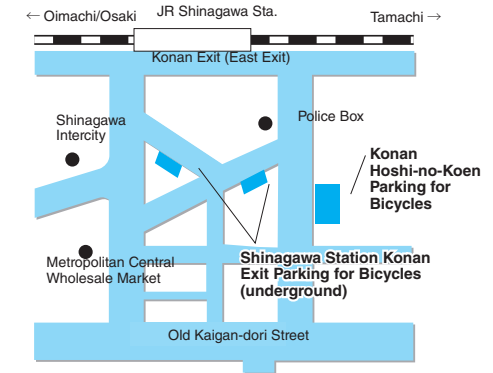 ← Oimachi/Osaki
JR Shinagawa Sta.
Tamachi →
Konan Exit (East Exit)
Shinagawa
Intercity
Police Box
Konan
Hoshi-no-Koen
Parking for
Bicycles
Metropolitan Central
Wholesale Market
Shinagawa Station Konan
Exit Parking for Bicycles
(underground)
Old Kaigan-dori Street